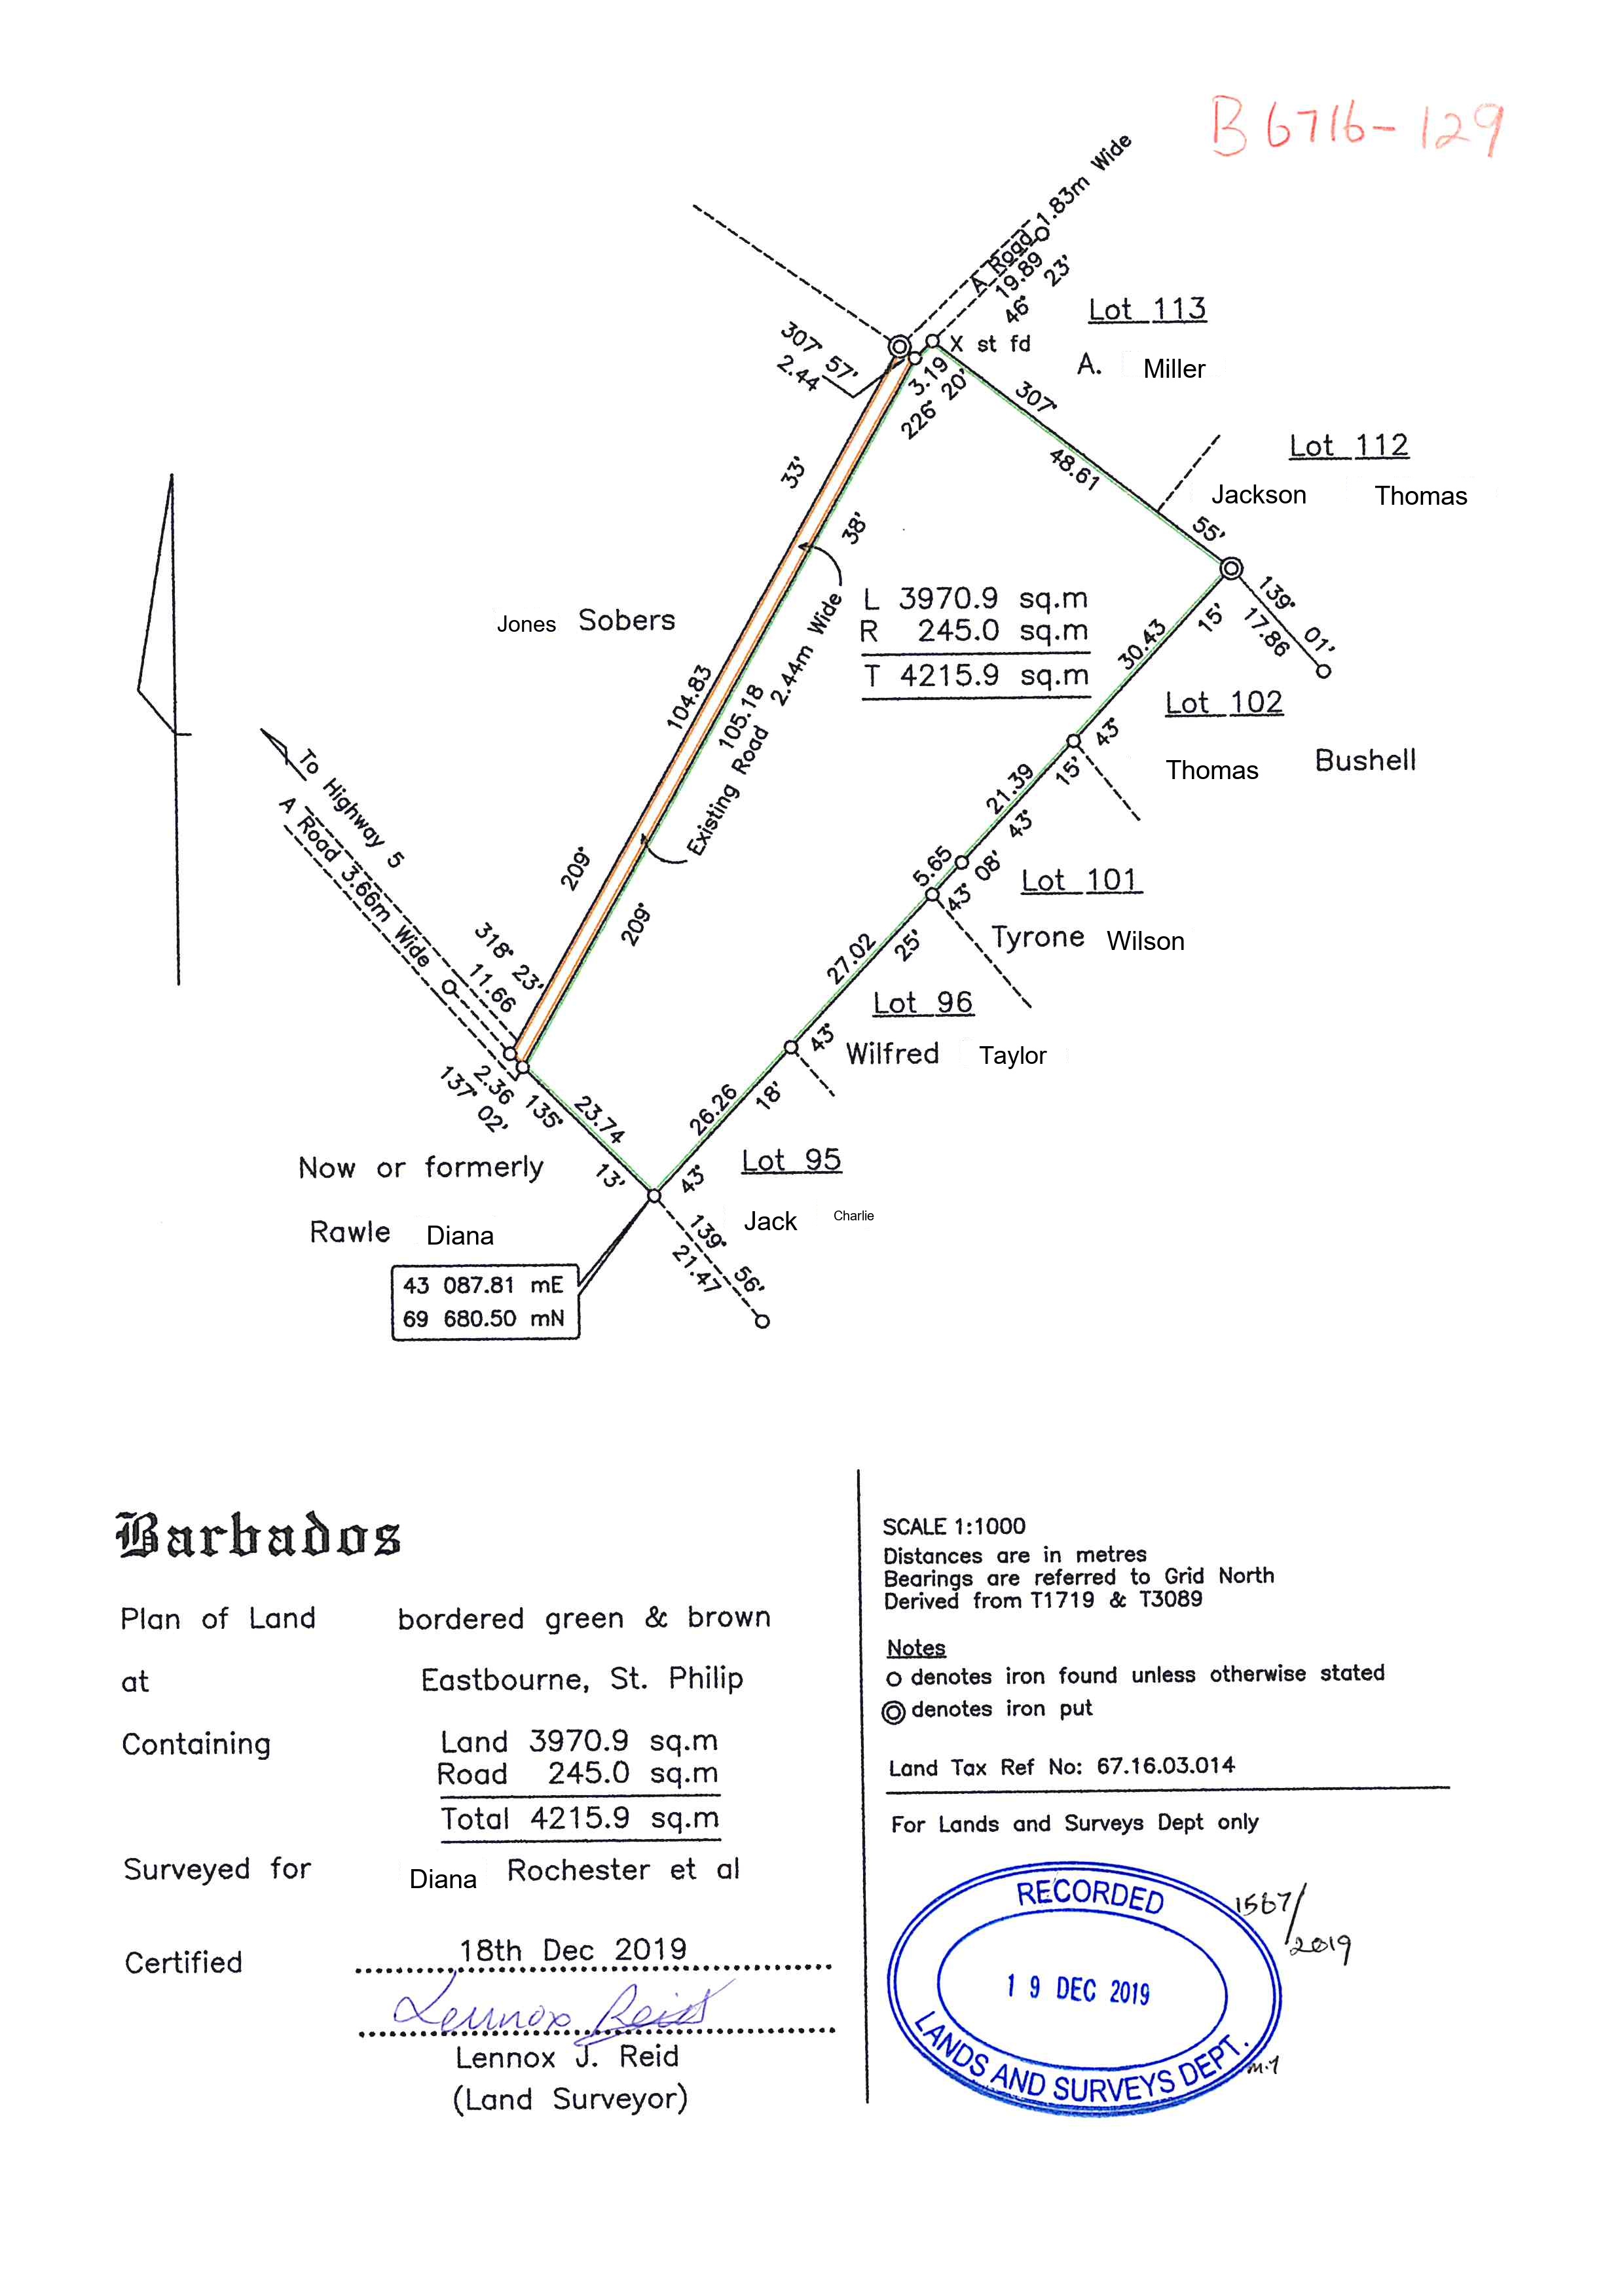 B 6716-129
A Road 1.83m Wide
19.89
46° 23'
Lot 113
X st fd
A. Miller
307° 57'
2.44
3.19
226° 20'
307°
48.61
55'
Lot 112
Jackson Thomas
33'
38'
139° 01'
17.86
15'
30.43
43°
L 3970.9 sq.m
R 245.0 sq.m
T 4215.9 sq.m
Jones Sobers
104.83
105.18
Existing Road 2.44m Wide
Lot 102
Thomas Bushell
15'
21.39
43°
To Highway 5
A Road 3.66m Wide
209°
209°
5.65
43° 08'
Lot 101
Tyrone Wilson
318° 23'
11.66
25'
27.02
43°
Lot 96
Wilfred Taylor
2.36
137° 02'
135°
23.74
13'
18'
26.26
43°
Now or formerly
Rawle Diana
Lot 95
Jack Charlie
139° 56'
21.47
43 087.81 mE
69 680.50 mN
Barbados
Plan of Land bordered green & brown
at Eastbourne, St. Philip
Containing Land 3970.9 sq.m
Road 245.0 sq.m
Total 4215.9 sq.m
Surveyed for Diana Rochester et al
Certified 18th Dec 2019
Lennox Reid
Lennox J. Reid
(Land Surveyor)
SCALE 1:1000
Distances are in metres
Bearings are referred to Grid North
Derived from T1719 & T3089
Notes
o denotes iron found unless otherwise stated
◎ denotes iron put
Land Tax Ref No: 67.16.03.014
For Lands and Surveys Dept only
RECORDED
1567/2019
19 DEC 2019
LANDS AND SURVEYS DEPT.